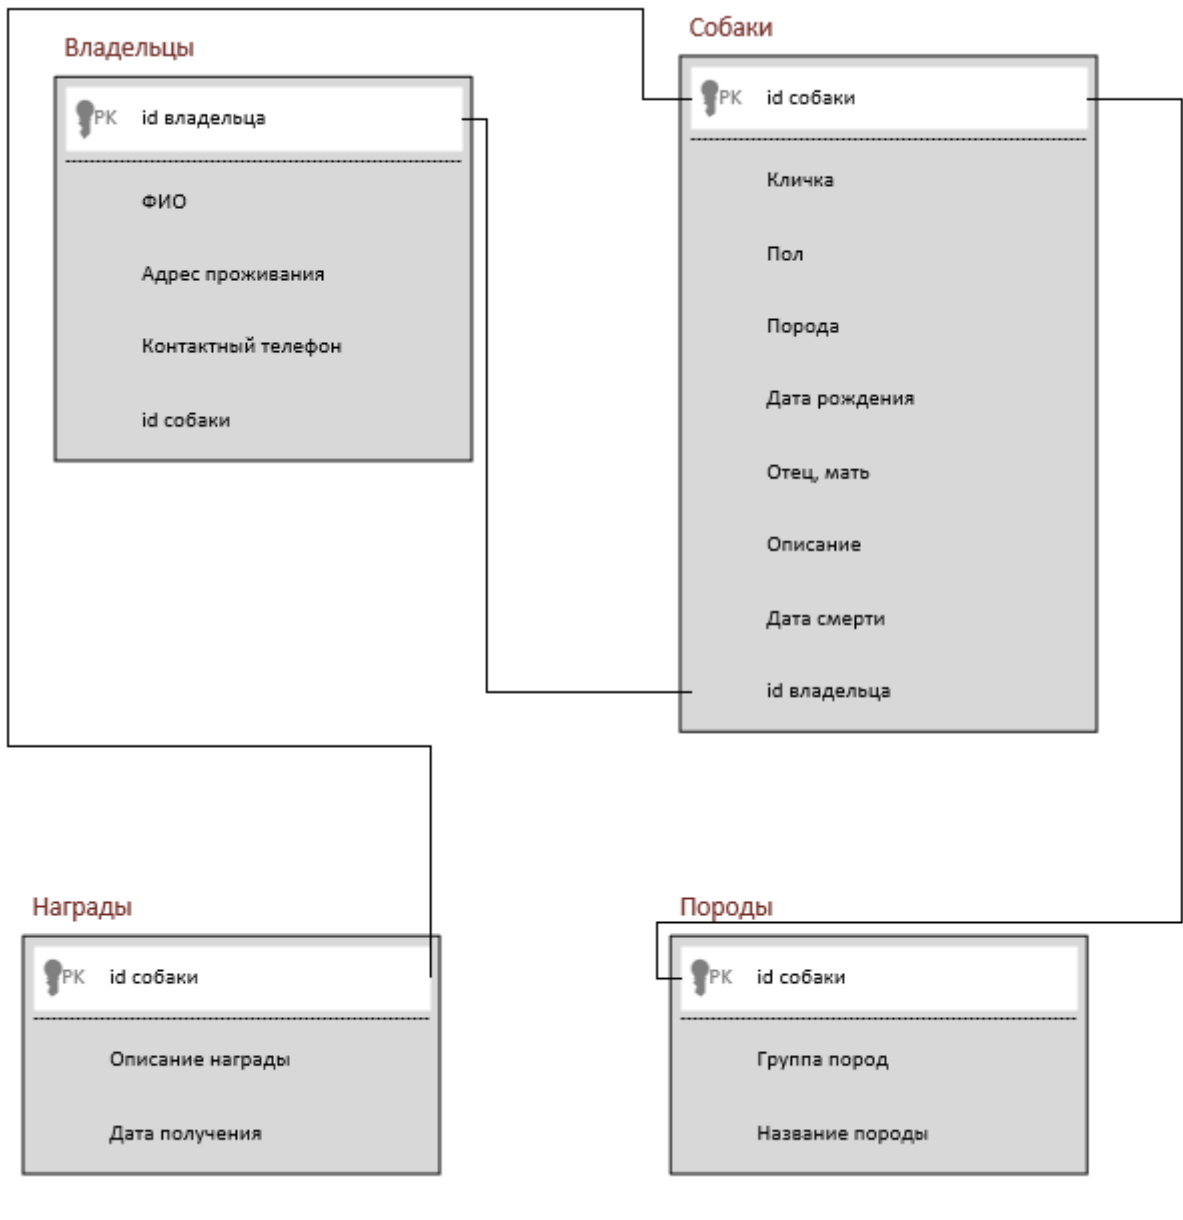 Владельцы
PK id владельца
ФИО
Адрес проживания
Контактный телефон
id собаки
Собаки
PK id собаки
Кличка
Пол
Порода
Дата рождения
Отец, мать
Описание
Дата смерти
id владельца
Награды
PK id собаки
Описание награды
Дата получения
Породы
PK id собаки
Группа пород
Название породы